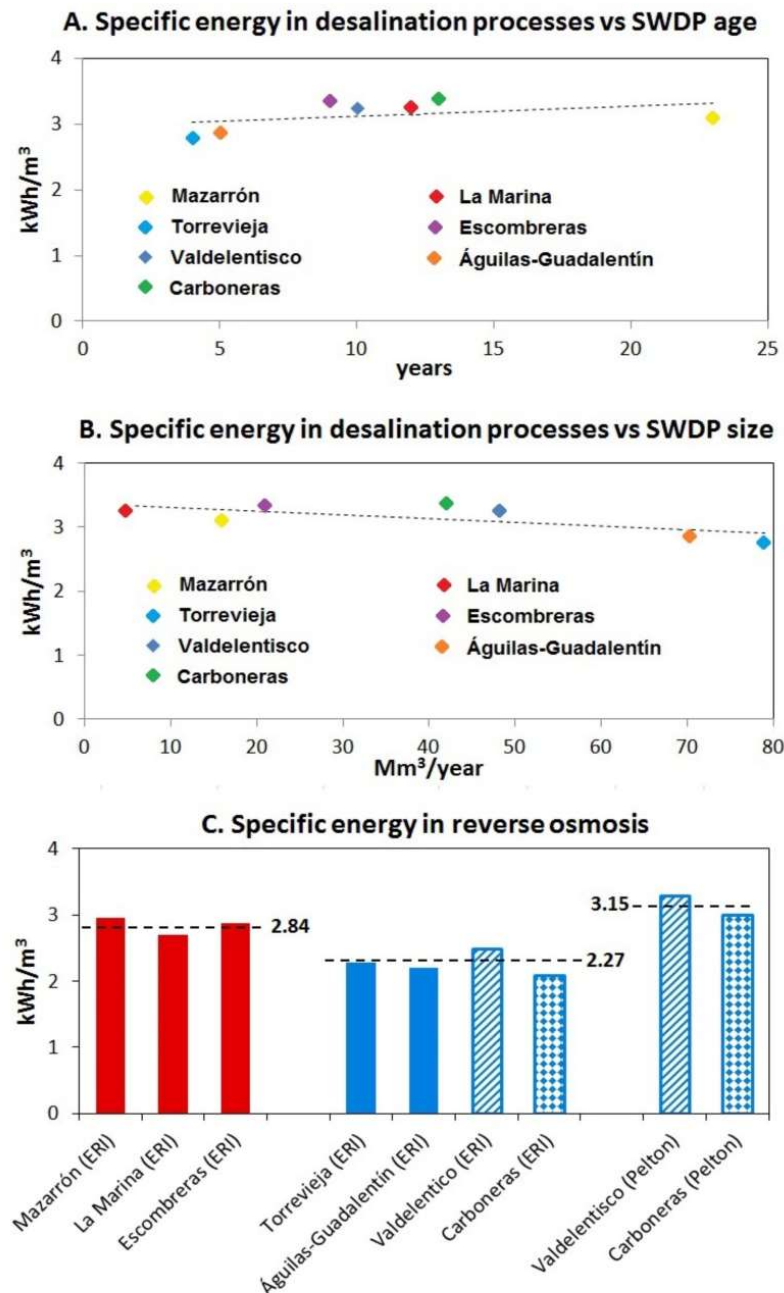 A. Specific energy in desalination processes vs SWDP age
4
3
2
1
0
kWh/m³
Mazarrón
La Marina
Torrevieja
Escombreras
Valdelentisco
Águilas-Guadalentín
Carboneras
0 5 10 15 20 25
years
B. Specific energy in desalination processes vs SWDP size
4
3
2
1
0
kWh/m³
Mazarrón
La Marina
Torrevieja
Escombreras
Valdelentisco
Águilas-Guadalentín
Carboneras
0 10 20 30 40 50 60 70 80
Mm³/year
C. Specific energy in reverse osmosis
4
3
2
1
0
kWh/m³
2.84
2.27
3.15
Mazarrón (ERI)
La Marina (ERI)
Escombreras (ERI)
Torrevieja (ERI)
Águilas-Guadalentín (ERI)
Valdelentico (ERI)
Carboneras (ERI)
Valdelentisco (Pelton)
Carboneras (Pelton)